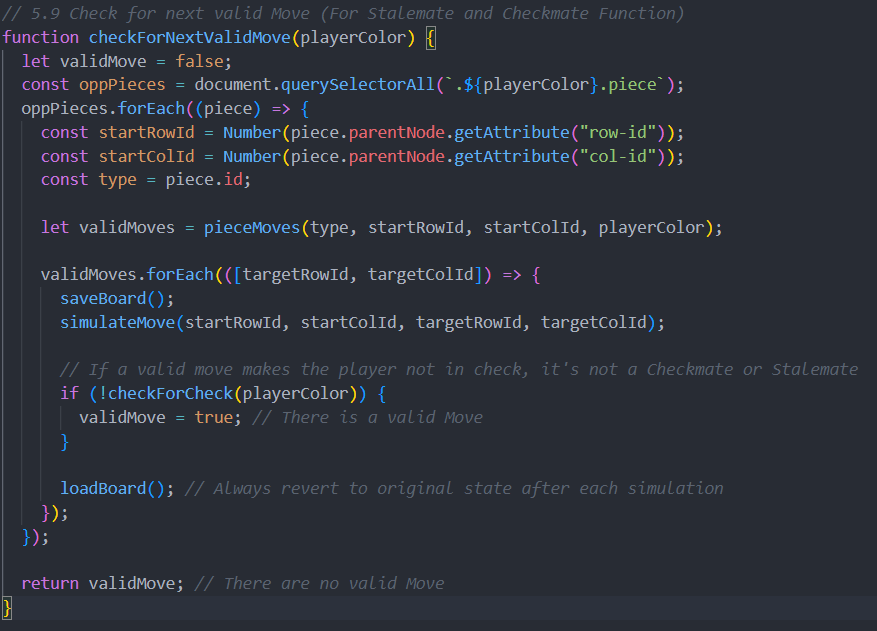 // 5.9 Check for next valid Move (For Stalemate and Checkmate Function)
function checkForNextValidMove(playerColor) {
  let validMove = false;
  const oppPieces = document.querySelectorAll(`.${playerColor}.piece`);
  oppPieces.forEach((piece) => {
    const startRowId = Number(piece.parentNode.getAttribute("row-id"));
    const startColId = Number(piece.parentNode.getAttribute("col-id"));
    const type = piece.id;

    let validMoves = pieceMoves(type, startRowId, startColId, playerColor);

    validMoves.forEach(([targetRowId, targetColId]) => {
      saveBoard();
      simulateMove(startRowId, startColId, targetRowId, targetColId);

      // If a valid move makes the player not in check, it's not a Checkmate or Stalemate
      if (!checkForCheck(playerColor)) {
        validMove = true; // There is a valid Move
      }

      loadBoard(); // Always revert to original state after each simulation
    });
  });

  return validMove; // There are no valid Move
}